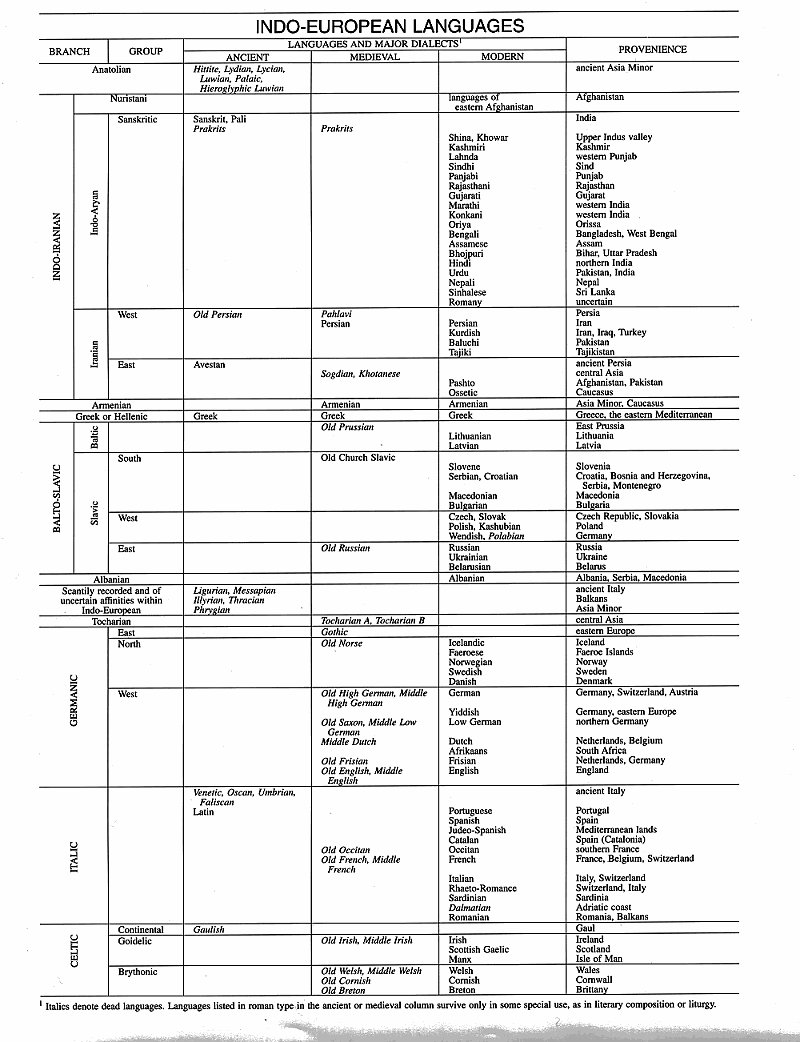 INDO-EUROPEAN LANGUAGES
BRANCH GROUP LANGUAGES AND MAJOR DIALECTS¹ PROVENIENCE
ANCIENT MEDIEVAL MODERN
Anatolian Hittite, Lydian, Lycian, ancient Asia Minor
Luwian, Palaic,
Hieroglyphic Luwian
INDO-IRANIAN
Nuristani languages of Afghanistan
eastern Afghanistan
Indo-Aryan
Sanskritic Sanskrit, Pali India
Prakrits Prakrits
Shina, Khowar Upper Indus valley
Kashmiri Kashmir
Lahnda western Punjab
Sindhi Sind
Panjabi Punjab
Rajasthani Rajasthan
Gujarati Gujarat
Marathi western India
Konkani western India
Oriya Orissa
Bengali Bangladesh, West Bengal
Assamese Assam
Bhojpuri Bihar, Uttar Pradesh
Hindi northern India
Urdu Pakistan, India
Nepali Nepal
Sinhalese Sri Lanka
Romany uncertain
Iranian
West Old Persian Pahlavi Persia
Persian Persian Iran
Kurdish Iran, Iraq, Turkey
Baluchi Pakistan
Tajiki Tajikistan
East Avestan ancient Persia
Sogdian, Khotanese central Asia
Pashto Afghanistan, Pakistan
Ossetic Caucasus
Armenian Armenian Armenian Asia Minor, Caucasus
Greek or Hellenic Greek Greek Greek Greece, the eastern Mediterranean
BALTO-SLAVIC
Baltic
Old Prussian East Prussia
Lithuanian Lithuania
Latvian Latvia
Slavic
South Old Church Slavic
Slovene Slovenia
Serbian, Croatian Croatia, Bosnia and Herzegovina,
Serbia, Montenegro
Macedonian Macedonia
Bulgarian Bulgaria
West Czech, Slovak Czech Republic, Slovakia
Polish, Kashubian Poland
Wendish, Polabian Germany
East Old Russian Russian Russia
Ukrainian Ukraine
Belarusian Belarus
Albanian Albanian Albania, Serbia, Macedonia
Scantily recorded and of Ligurian, Messapian ancient Italy
uncertain affinities within Illyrian, Thracian Balkans
Indo-European Phrygian Asia Minor
Tocharian Tocharian A, Tocharian B central Asia
GERMANIC
East Gothic eastern Europe
North Old Norse Icelandic Iceland
Faeroese Faeroe Islands
Norwegian Norway
Swedish Sweden
Danish Denmark
West Old High German, Middle German Germany, Switzerland, Austria
High German
Yiddish Germany, eastern Europe
Old Saxon, Middle Low Low German northern Germany
German
Middle Dutch Dutch Netherlands, Belgium
Afrikaans South Africa
Old Frisian Frisian Netherlands, Germany
Old English, Middle English England
English
ITALIC
Venetic, Oscan, Umbrian, ancient Italy
Faliscan
Latin Portuguese Portugal
Spanish Spain
Judeo-Spanish Mediterranean lands
Catalan Spain (Catalonia)
Old Occitan Occitan southern France
Old French, Middle French France, Belgium, Switzerland
French
Italian Italy, Switzerland
Rhaeto-Romance Switzerland, Italy
Sardinian Sardinia
Dalmatian Adriatic coast
Romanian Romania, Balkans
CELTIC
Continental Gaulish Gaul
Goidelic Old Irish, Middle Irish Irish Ireland
Scottish Gaelic Scotland
Manx Isle of Man
Brythonic Old Welsh, Middle Welsh Welsh Wales
Old Cornish Cornish Cornwall
Old Breton Breton Brittany
¹ Italics denote dead languages. Languages listed in roman type in the ancient or medieval column survive only in some special use, as in literary composition or liturgy.